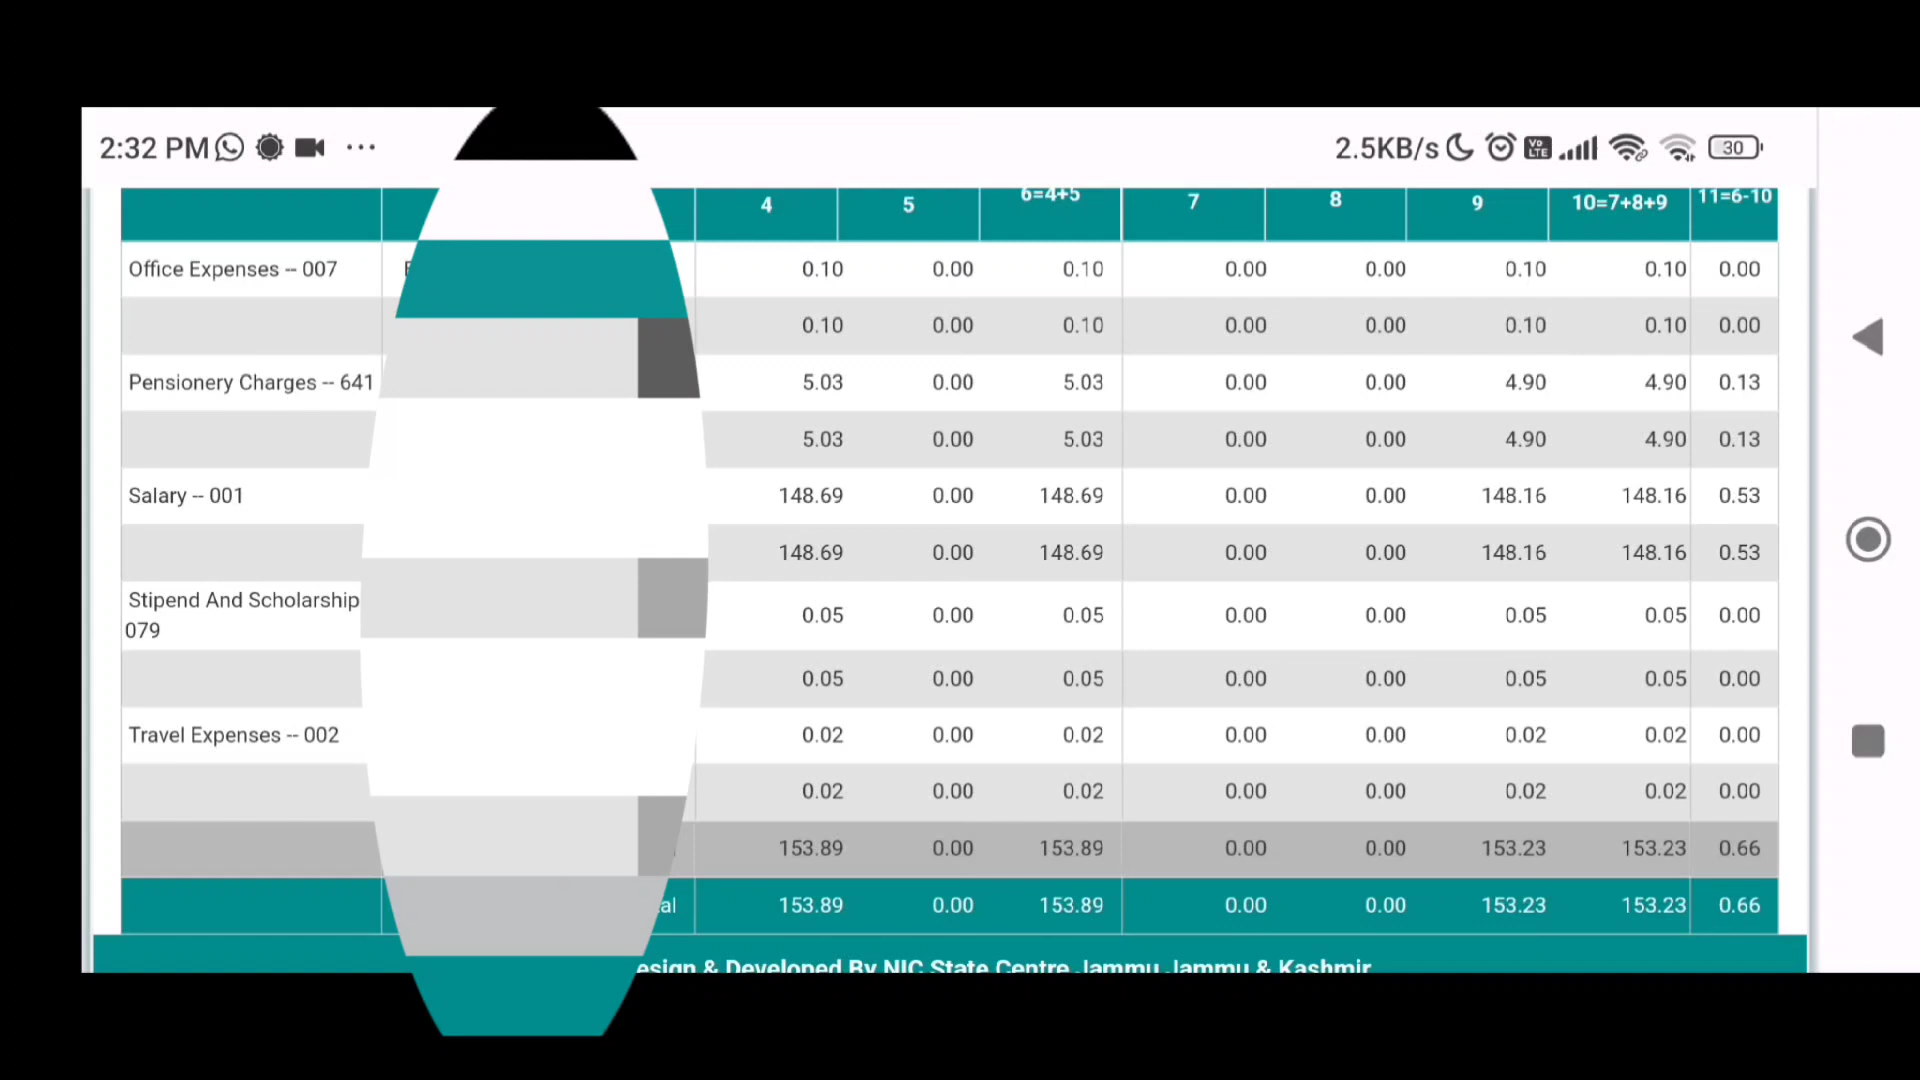 2:32 PM 2.5KB/s 30
4 5 6=4+5 7 8 9 10=7+8+9 11=6-10
Office Expenses -- 007 0.10 0.00 0.10 0.00 0.00 0.10 0.10 0.00
0.10 0.00 0.10 0.00 0.00 0.10 0.10 0.00
Pensionery Charges -- 641 5.03 0.00 5.03 0.00 0.00 4.90 4.90 0.13
5.03 0.00 5.03 0.00 0.00 4.90 4.90 0.13
Salary -- 001 148.69 0.00 148.69 0.00 0.00 148.16 148.16 0.53
148.69 0.00 148.69 0.00 0.00 148.16 148.16 0.53
Stipend And Scholarship
079 0.05 0.00 0.05 0.00 0.00 0.05 0.05 0.00
0.05 0.00 0.05 0.00 0.00 0.05 0.05 0.00
Travel Expenses -- 002 0.02 0.00 0.02 0.00 0.00 0.02 0.02 0.00
0.02 0.00 0.02 0.00 0.00 0.02 0.02 0.00
153.89 0.00 153.89 0.00 0.00 153.23 153.23 0.66
al 153.89 0.00 153.89 0.00 0.00 153.23 153.23 0.66
esign & Developed By NIC State Centre, Jammu, Jammu & Kashmir